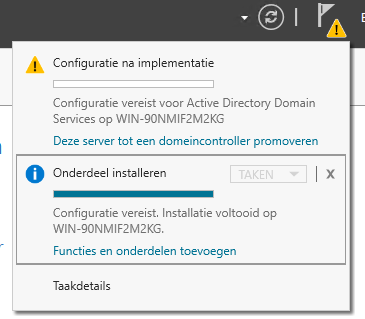 Configuratie na implementatie
Configuratie vereist voor Active Directory Domain
Services op WIN-90NMIF2M2KG
Deze server tot een domeincontroller promoveren
Onderdeel installeren
TAKEN
X
Configuratie vereist. Installatie voltooid op
WIN-90NMIF2M2KG.
Functies en onderdelen toevoegen
Taakdetails